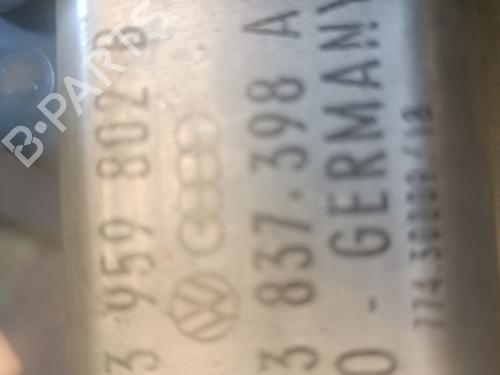 3 959 802 G
3 837.398 A
0 - GERMANY
B-PARTS